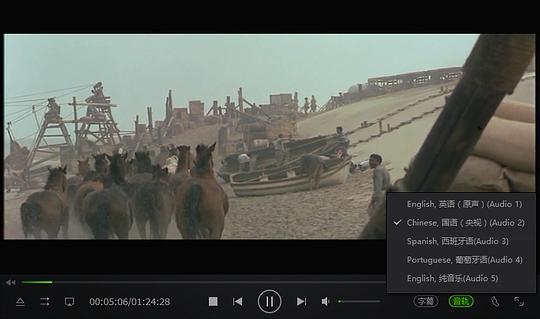 English, 英语 ( 原声 ) (Audio 1)
Chinese, 国语 ( 央视 ) (Audio 2)
Spanish, 西班牙语(Audio 3)
Portuguese, 葡萄牙语(Audio 4)
English, 纯音乐(Audio 5)
00:05:06/01:24:28
字幕
音轨